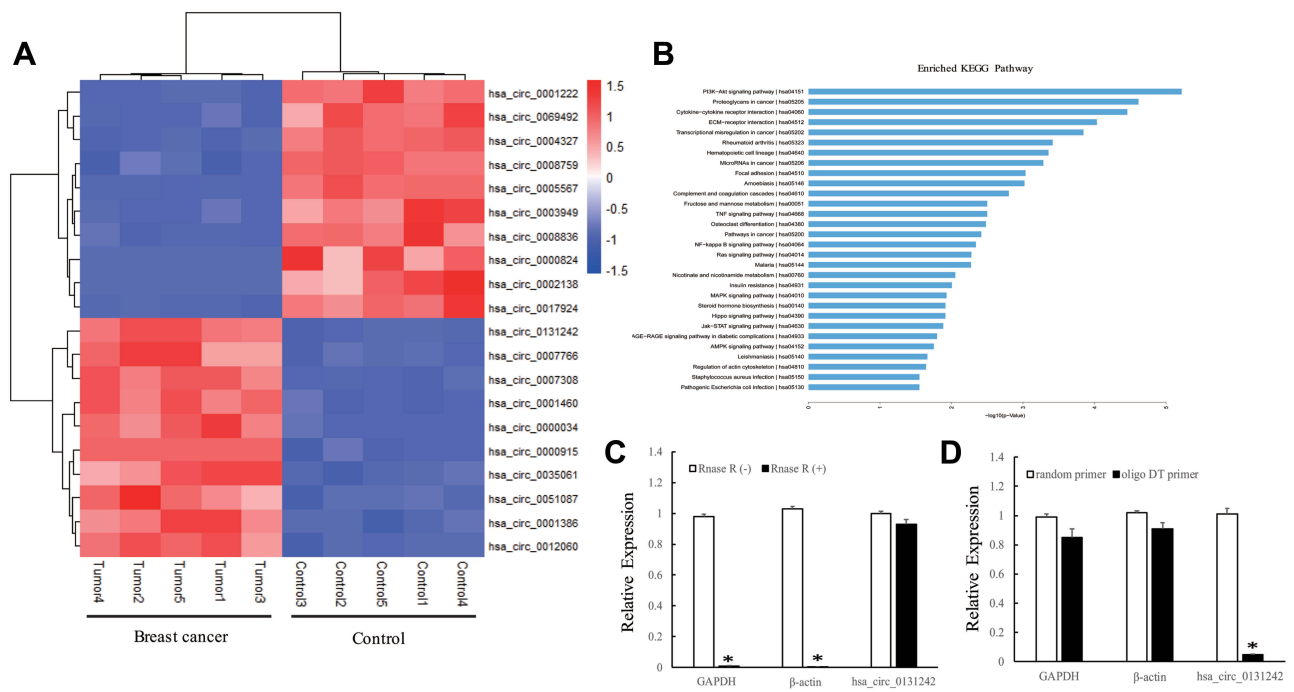 A
1.5
1
0.5
0
-0.5
-1
-1.5
hsa_circ_0001222
hsa_circ_0069492
hsa_circ_0004327
hsa_circ_0008759
hsa_circ_0005567
hsa_circ_0003949
hsa_circ_0008836
hsa_circ_0000824
hsa_circ_0002138
hsa_circ_0017924
hsa_circ_0131242
hsa_circ_0007766
hsa_circ_0007308
hsa_circ_0001460
hsa_circ_0000034
hsa_circ_0000915
hsa_circ_0035061
hsa_circ_0051087
hsa_circ_0001386
hsa_circ_0012060
Tumor4
Tumor2
Tumor5
Tumor1
Tumor3
Control3
Control2
Control5
Control1
Control4
Breast cancer
Control
B
Enriched KEGG Pathway
PI3K−Akt signaling pathway | hsa04151
Proteoglycans in cancer | hsa05205
Cytokine−cytokine receptor interaction | hsa04060
ECM−receptor interaction | hsa04512
Transcriptional misregulation in cancer | hsa05202
Rheumatoid arthritis | hsa05323
Hematopoietic cell lineage | hsa04640
MicroRNAs in cancer | hsa05206
Focal adhesion | hsa04510
Amoebiasis | hsa05146
Complement and coagulation cascades | hsa04610
Fructose and mannose metabolism | hsa00051
TNF signaling pathway | hsa04668
Osteoclast differentiation | hsa04380
Pathways in cancer | hsa05200
NF−kappa B signaling pathway | hsa04064
Ras signaling pathway | hsa04014
Malaria | hsa05144
Nicotinate and nicotinamide metabolism | hsa00760
Insulin resistance | hsa04931
MAPK signaling pathway | hsa04010
Steroid hormone biosynthesis | hsa00140
Hippo signaling pathway | hsa04390
Jak−STAT signaling pathway | hsa04630
AGE−RAGE signaling pathway in diabetic complications | hsa04933
AMPK signaling pathway | hsa04152
Leishmaniasis | hsa05140
Regulation of actin cytoskeleton | hsa04810
Staphylococcus aureus infection | hsa05150
Pathogenic Escherichia coli Infection | hsa05130
0 1 2 3 4 5
−log10(p−Value)
C
Relative Expression
1.4
1.2
1
0.8
0.6
0.4
0.2
0
Rnase R (-) Rnase R (+)
* *
GAPDH β-actin hsa_circ_0131242
D
Relative Expression
1.4
1.2
1
0.8
0.6
0.4
0.2
0
random primer oligo DT primer
*
GAPDH β-actin hsa_circ_0131242